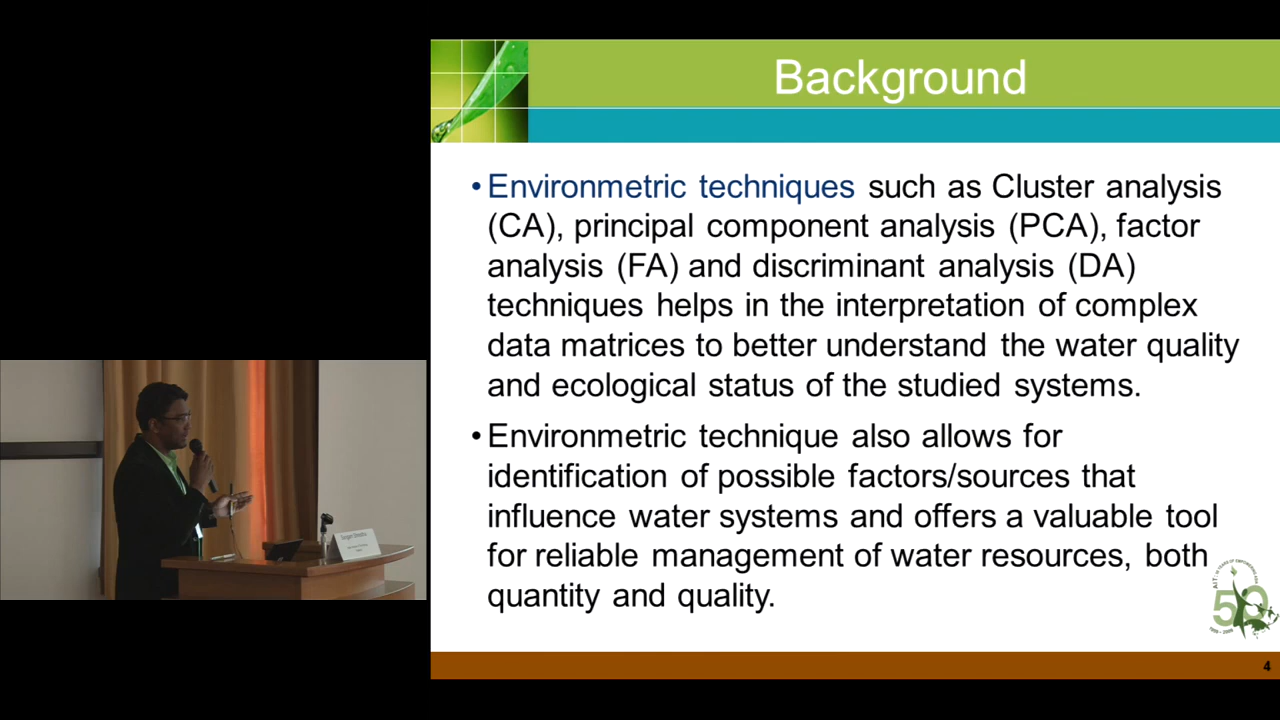 Background
•Environmetric techniques such as Cluster analysis
(CA), principal component analysis (PCA), factor
analysis (FA) and discriminant analysis (DA)
techniques helps in the interpretation of complex
data matrices to better understand the water quality
and ecological status of the studied systems.
•Environmetric technique also allows for
identification of possible factors/sources that
influence water systems and offers a valuable tool
for reliable management of water resources, both
quantity and quality.
50
4